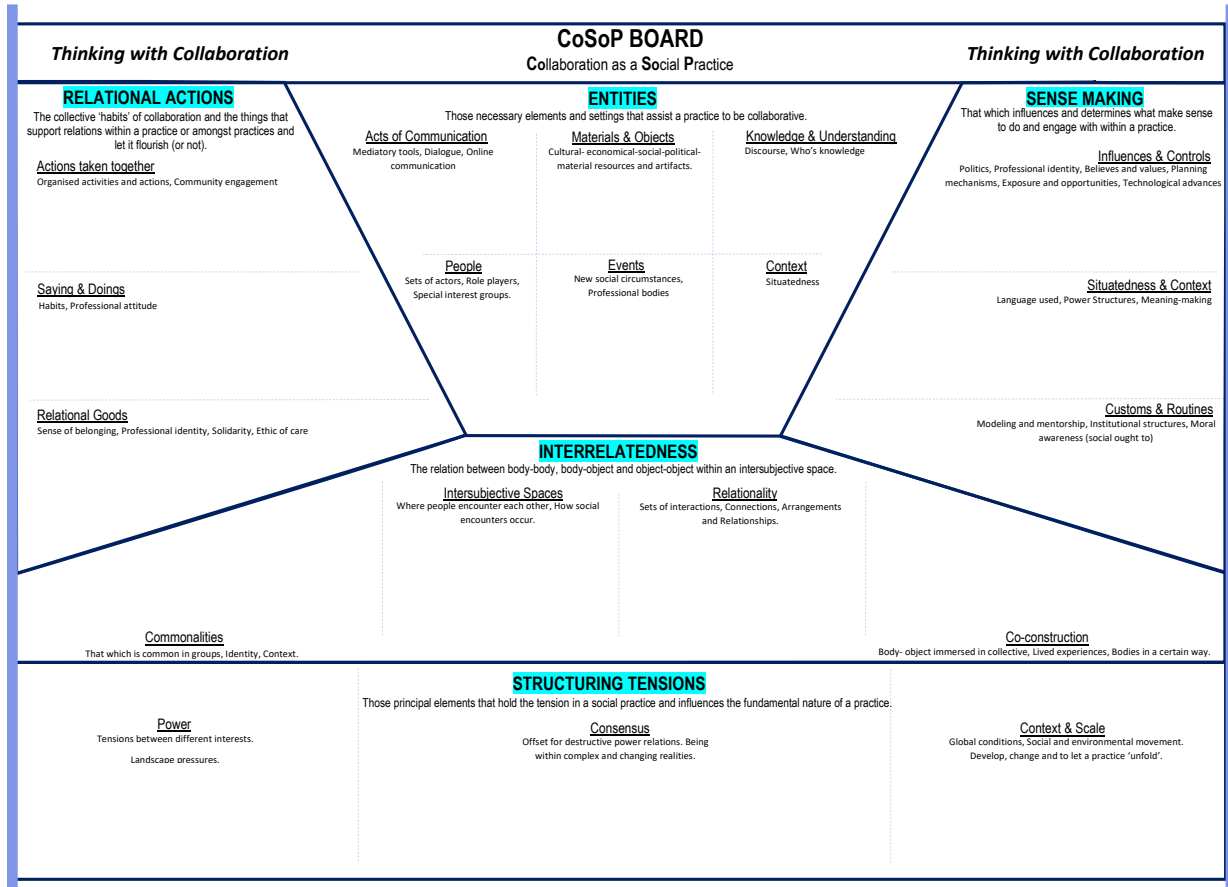 Thinking with Collaboration
CoSoP BOARD
Collaboration as a Social Practice
Thinking with Collaboration
RELATIONAL ACTIONS
The collective ‘habits’ of collaboration and the things that
support relations within a practice or amongst practices and
let it flourish (or not).
Actions taken together
Organised activities and actions, Community engagement
Saying & Doings
Habits, Professional attitude
Relational Goods
Sense of belonging, Professional identity, Solidarity, Ethic of care
ENTITIES
Those necessary elements and settings that assist a practice to be collaborative.
Acts of Communication
Mediatory tools, Dialogue, Online
communication
Materials & Objects
Cultural- economical-social-political-
material resources and artifacts.
Knowledge & Understanding
Discourse, Who’s knowledge
People
Sets of actors, Role players,
Special interest groups.
Events
New social circumstances,
Professional bodies
Context
Situatedness
SENSE MAKING
That which influences and determines what make sense
to do and engage with within a practice.
Influences & Controls
Politics, Professional identity, Believes and values, Planning
mechanisms, Exposure and opportunities, Technological advances
Situatedness & Context
Language used, Power Structures, Meaning-making
Customs & Routines
Modeling and mentorship, Institutional structures, Moral
awareness (social ought to)
INTERRELATEDNESS
The relation between body-body, body-object and object-object within an intersubjective space.
Intersubjective Spaces
Where people encounter each other, How social
encounters occur.
Relationality
Sets of interactions, Connections, Arrangements
and Relationships.
Commonalities
That which is common in groups, Identity, Context.
Co-construction
Body- object immersed in collective, Lived experiences, Bodies in a certain way.
STRUCTURING TENSIONS
Those principal elements that hold the tension in a social practice and influences the fundamental nature of a practice.
Power
Tensions between different interests.
Landscape pressures.
Consensus
Offset for destructive power relations. Being
within complex and changing realities.
Context & Scale
Global conditions, Social and environmental movement.
Develop, change and to let a practice ‘unfold’.